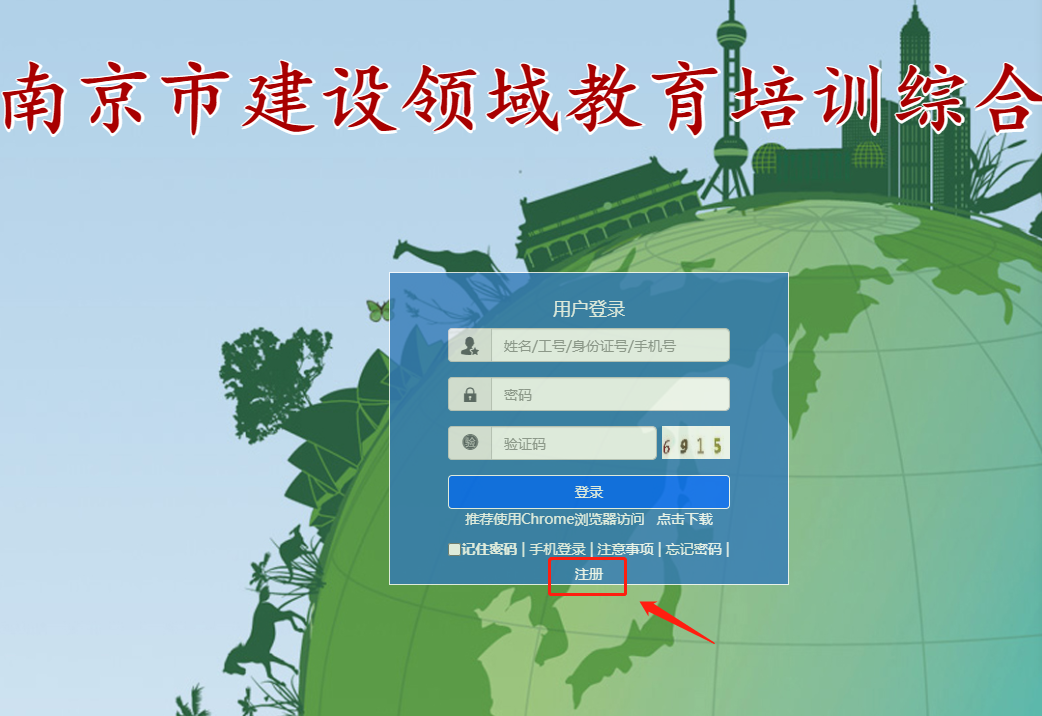 南京市建设领域教育培训综合
用户登录
姓名/工号/身份证号/手机号
密码
验 验证码 6915
登录
推荐使用Chrome浏览器访问 点击下载
记住密码 | 手机登录 | 注意事项 | 忘记密码 |
注册